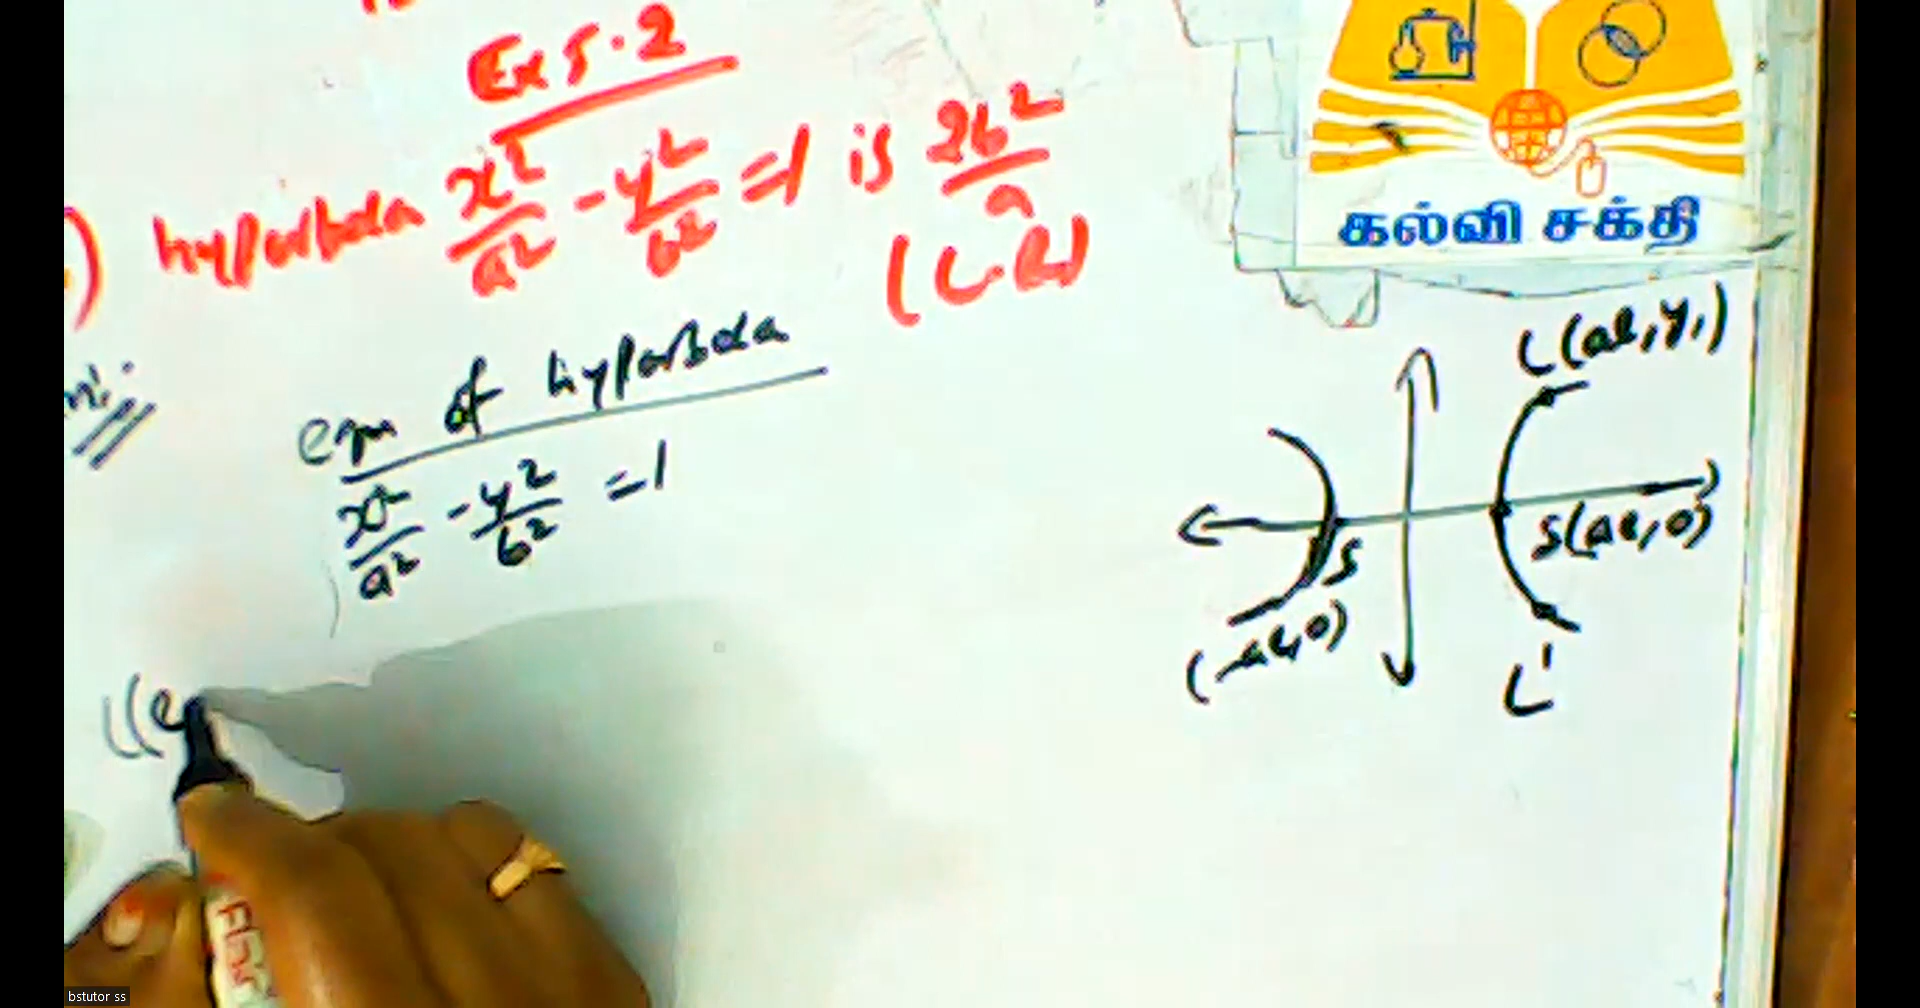 Ex 5.2
) hyperbola x²/a² - y²/b² = 1 is 2b²/a
(L.R)
கல்வி சக்தி
eqn of hyperbola
x²/a² - y²/b² = 1
L(ae, y₁)
S(ae, 0)
S
(-ae, 0)
L'
Flair
bstutor ss